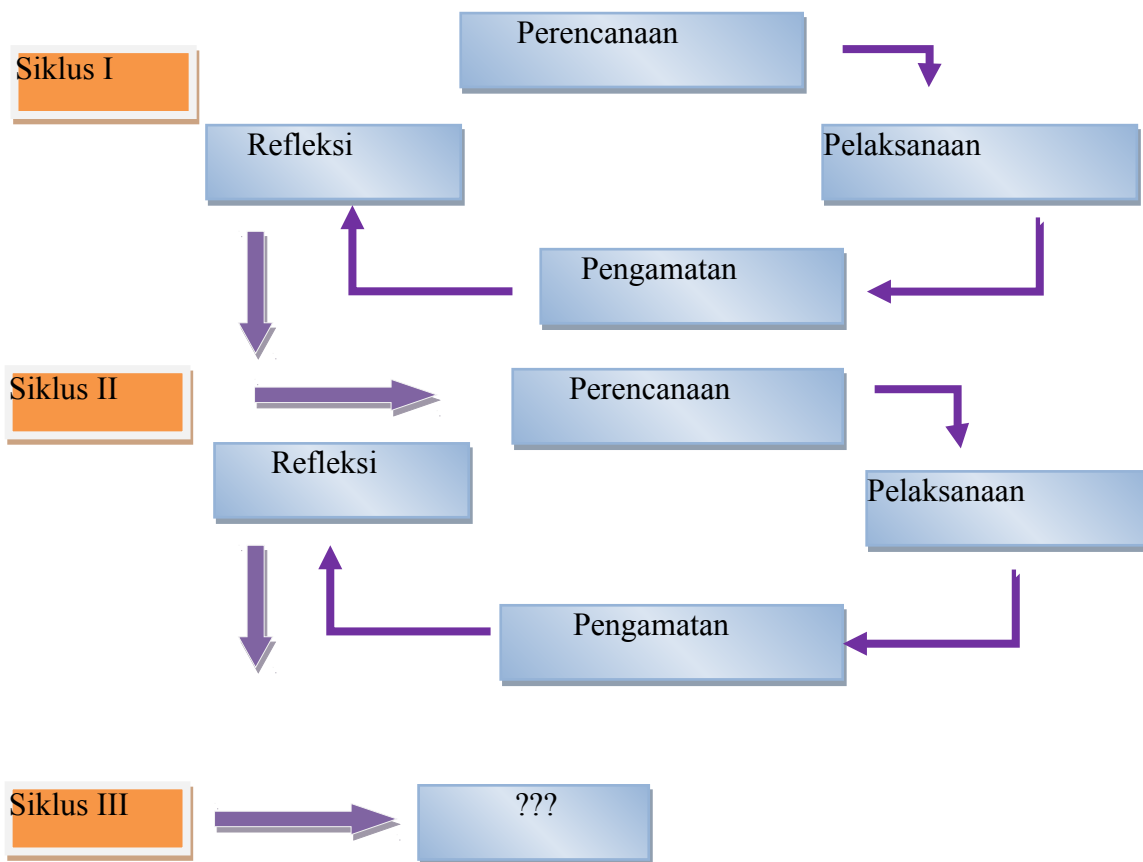 Perencanaan
Siklus I
Refleksi
Pelaksanaan
Pengamatan
Siklus II
Perencanaan
Refleksi
Pelaksanaan
Pengamatan
Siklus III
???